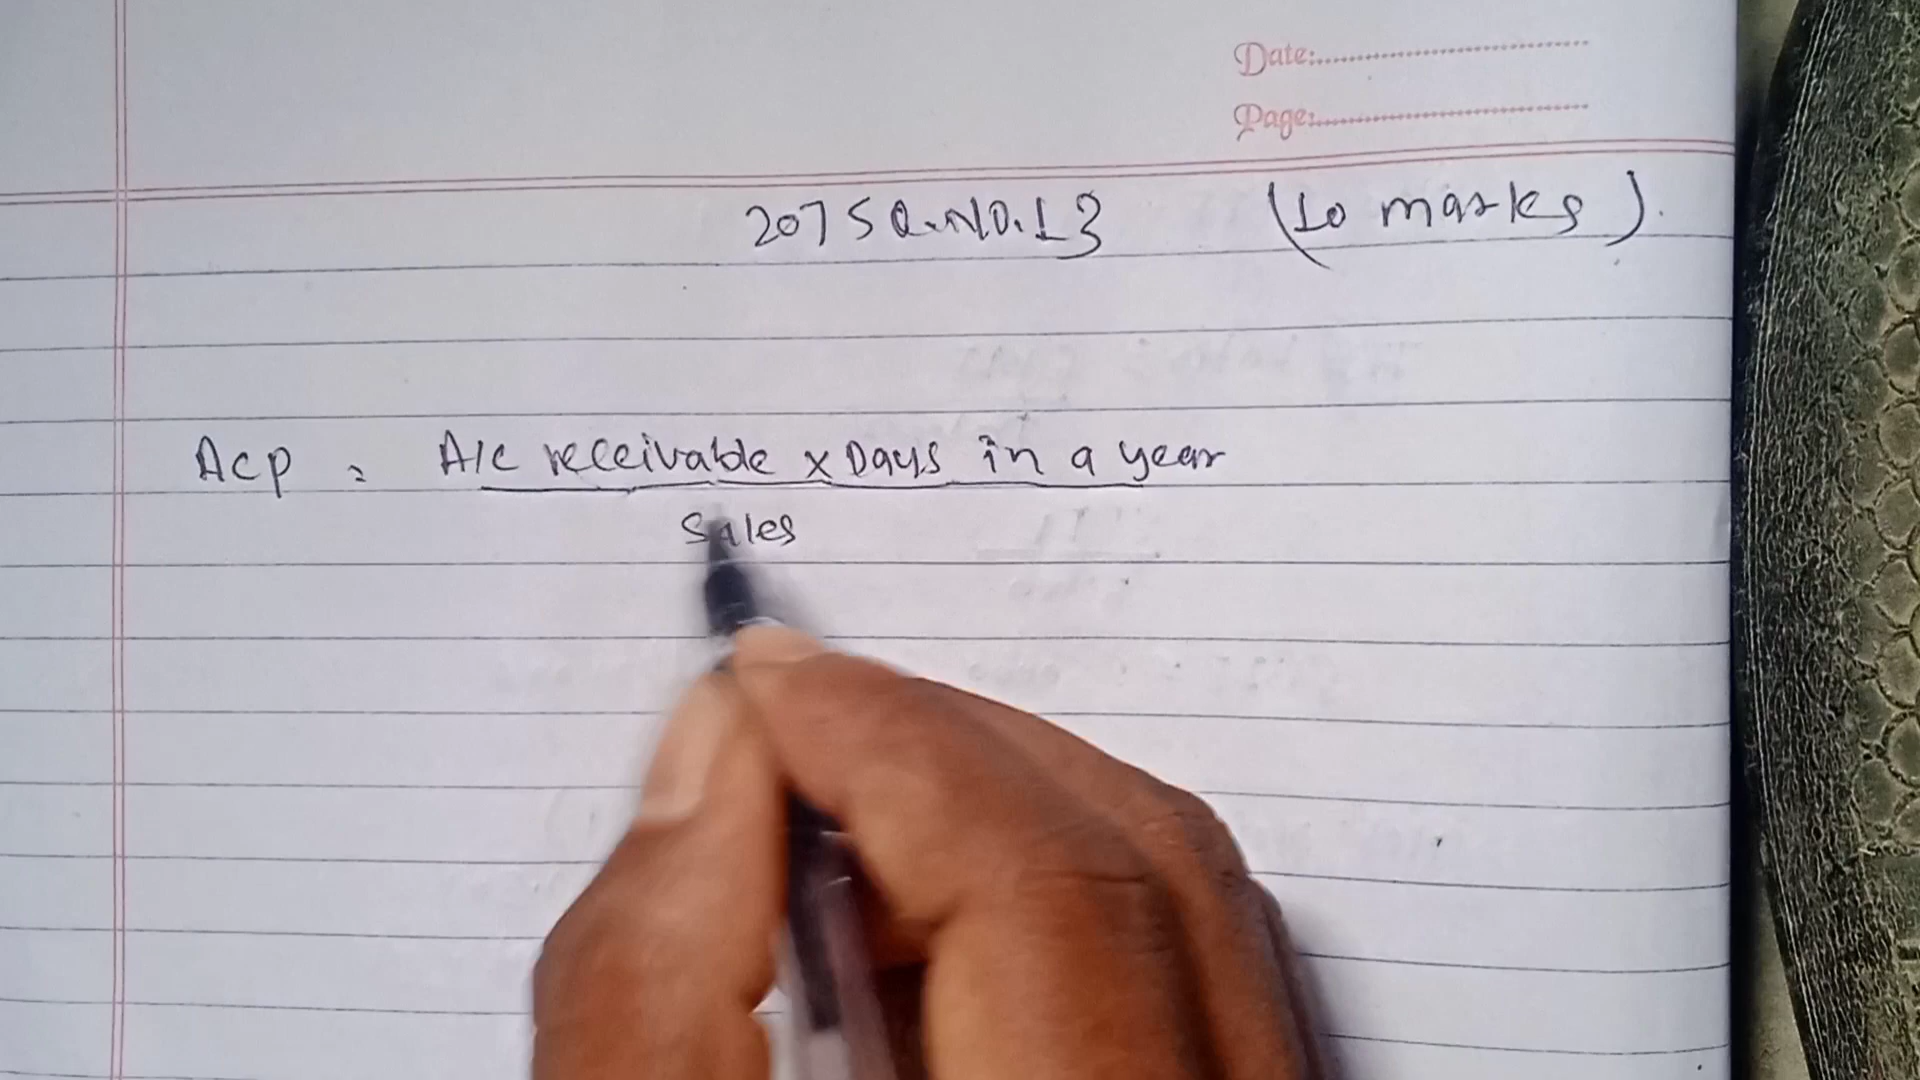 Date:
Page:
2075 Q.NO.13 (10 marks).
ACP = A/C receivable x Days in a year
Sales